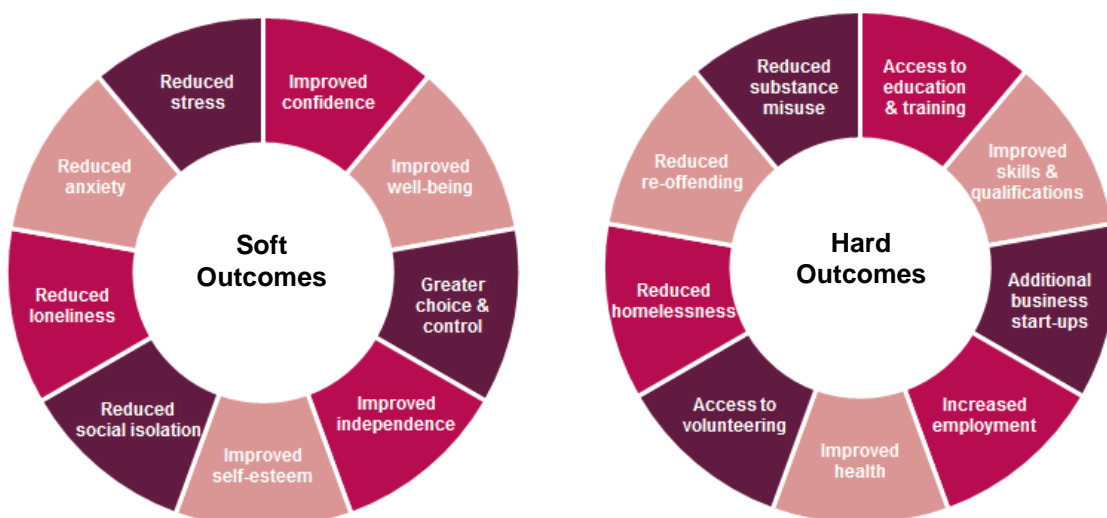 Soft
Outcomes
Improved
confidence
Improved
well-being
Greater
choice &
control
Improved
independence
Improved
self-esteem
Reduced
social isolation
Reduced
loneliness
Reduced
anxiety
Reduced
stress
Hard
Outcomes
Access to
education
& training
Improved
skills &
qualifications
Additional
business
start-ups
Increased
employment
Improved
health
Access to
volunteering
Reduced
homelessness
Reduced
re-offending
Reduced
substance
misuse